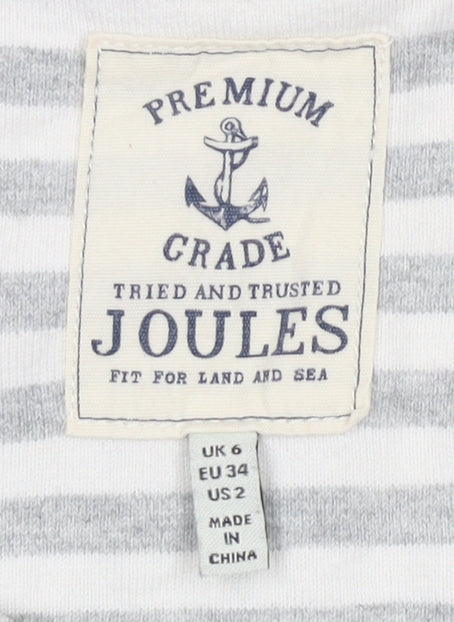 PREMIUM
GRADE
TRIED AND TRUSTED
JOULES
FIT FOR LAND AND SEA
UK 6
EU 34
US 2
MADE
IN
CHINA